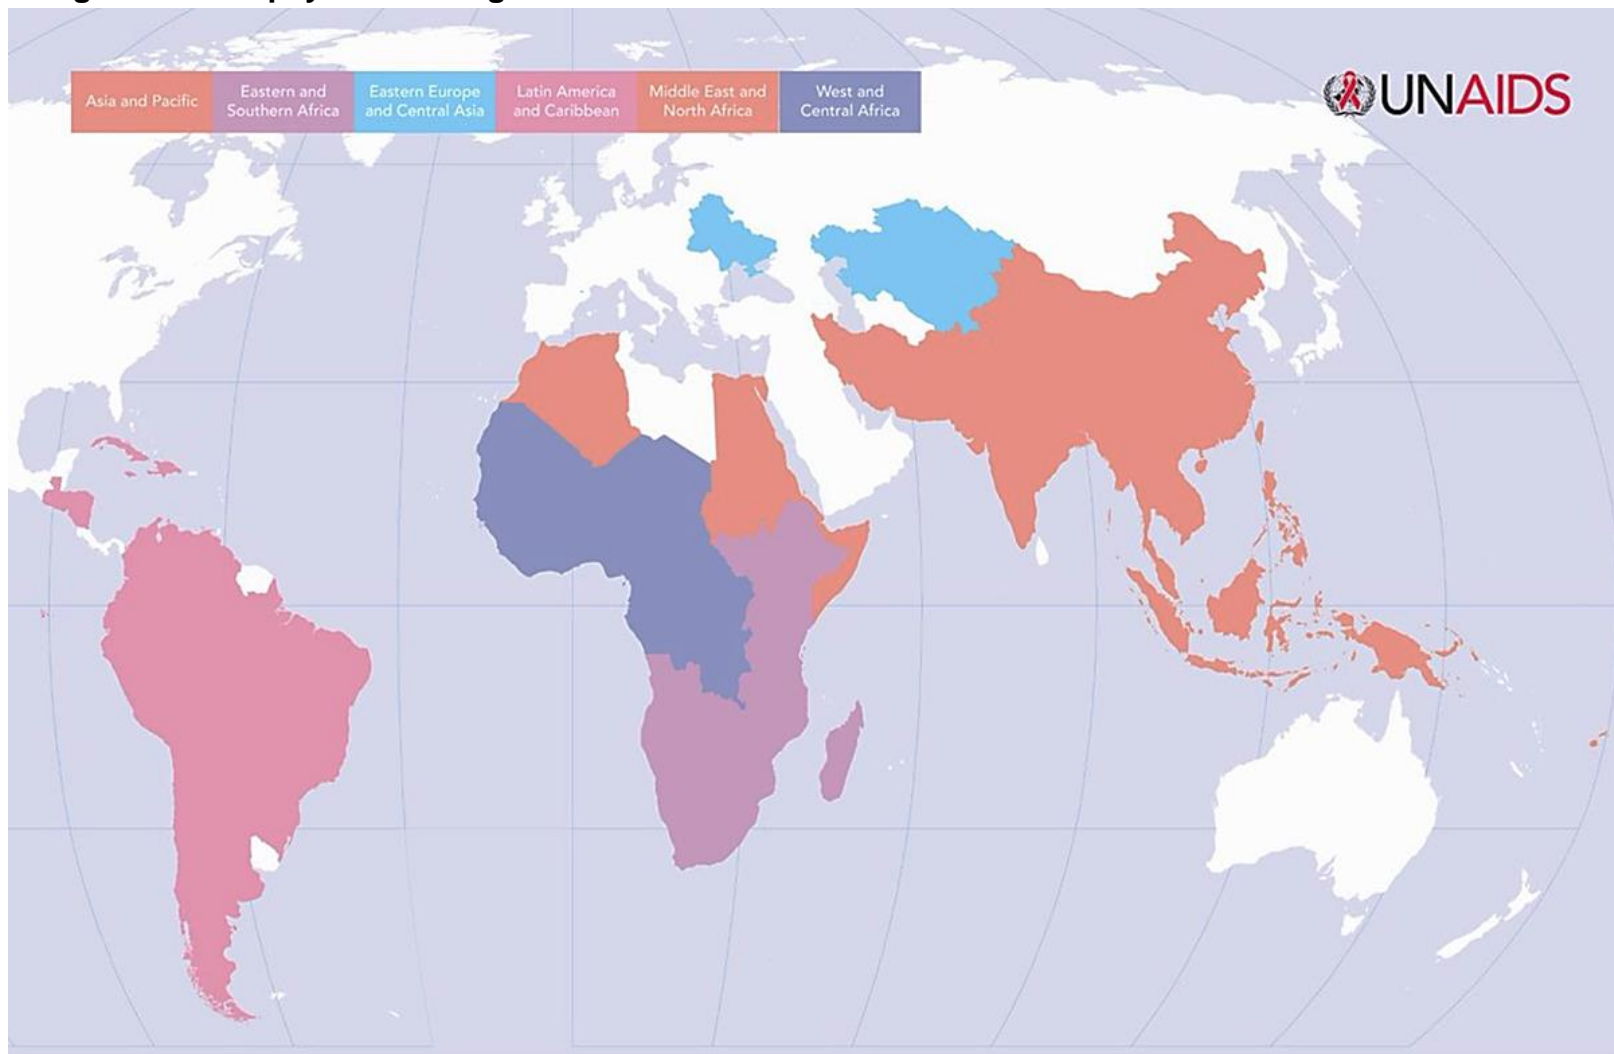 Asia and Pacific
Eastern and
Southern Africa
Eastern Europe
and Central Asia
Latin America
and Caribbean
Middle East and
North Africa
West and
Central Africa
UNAIDS